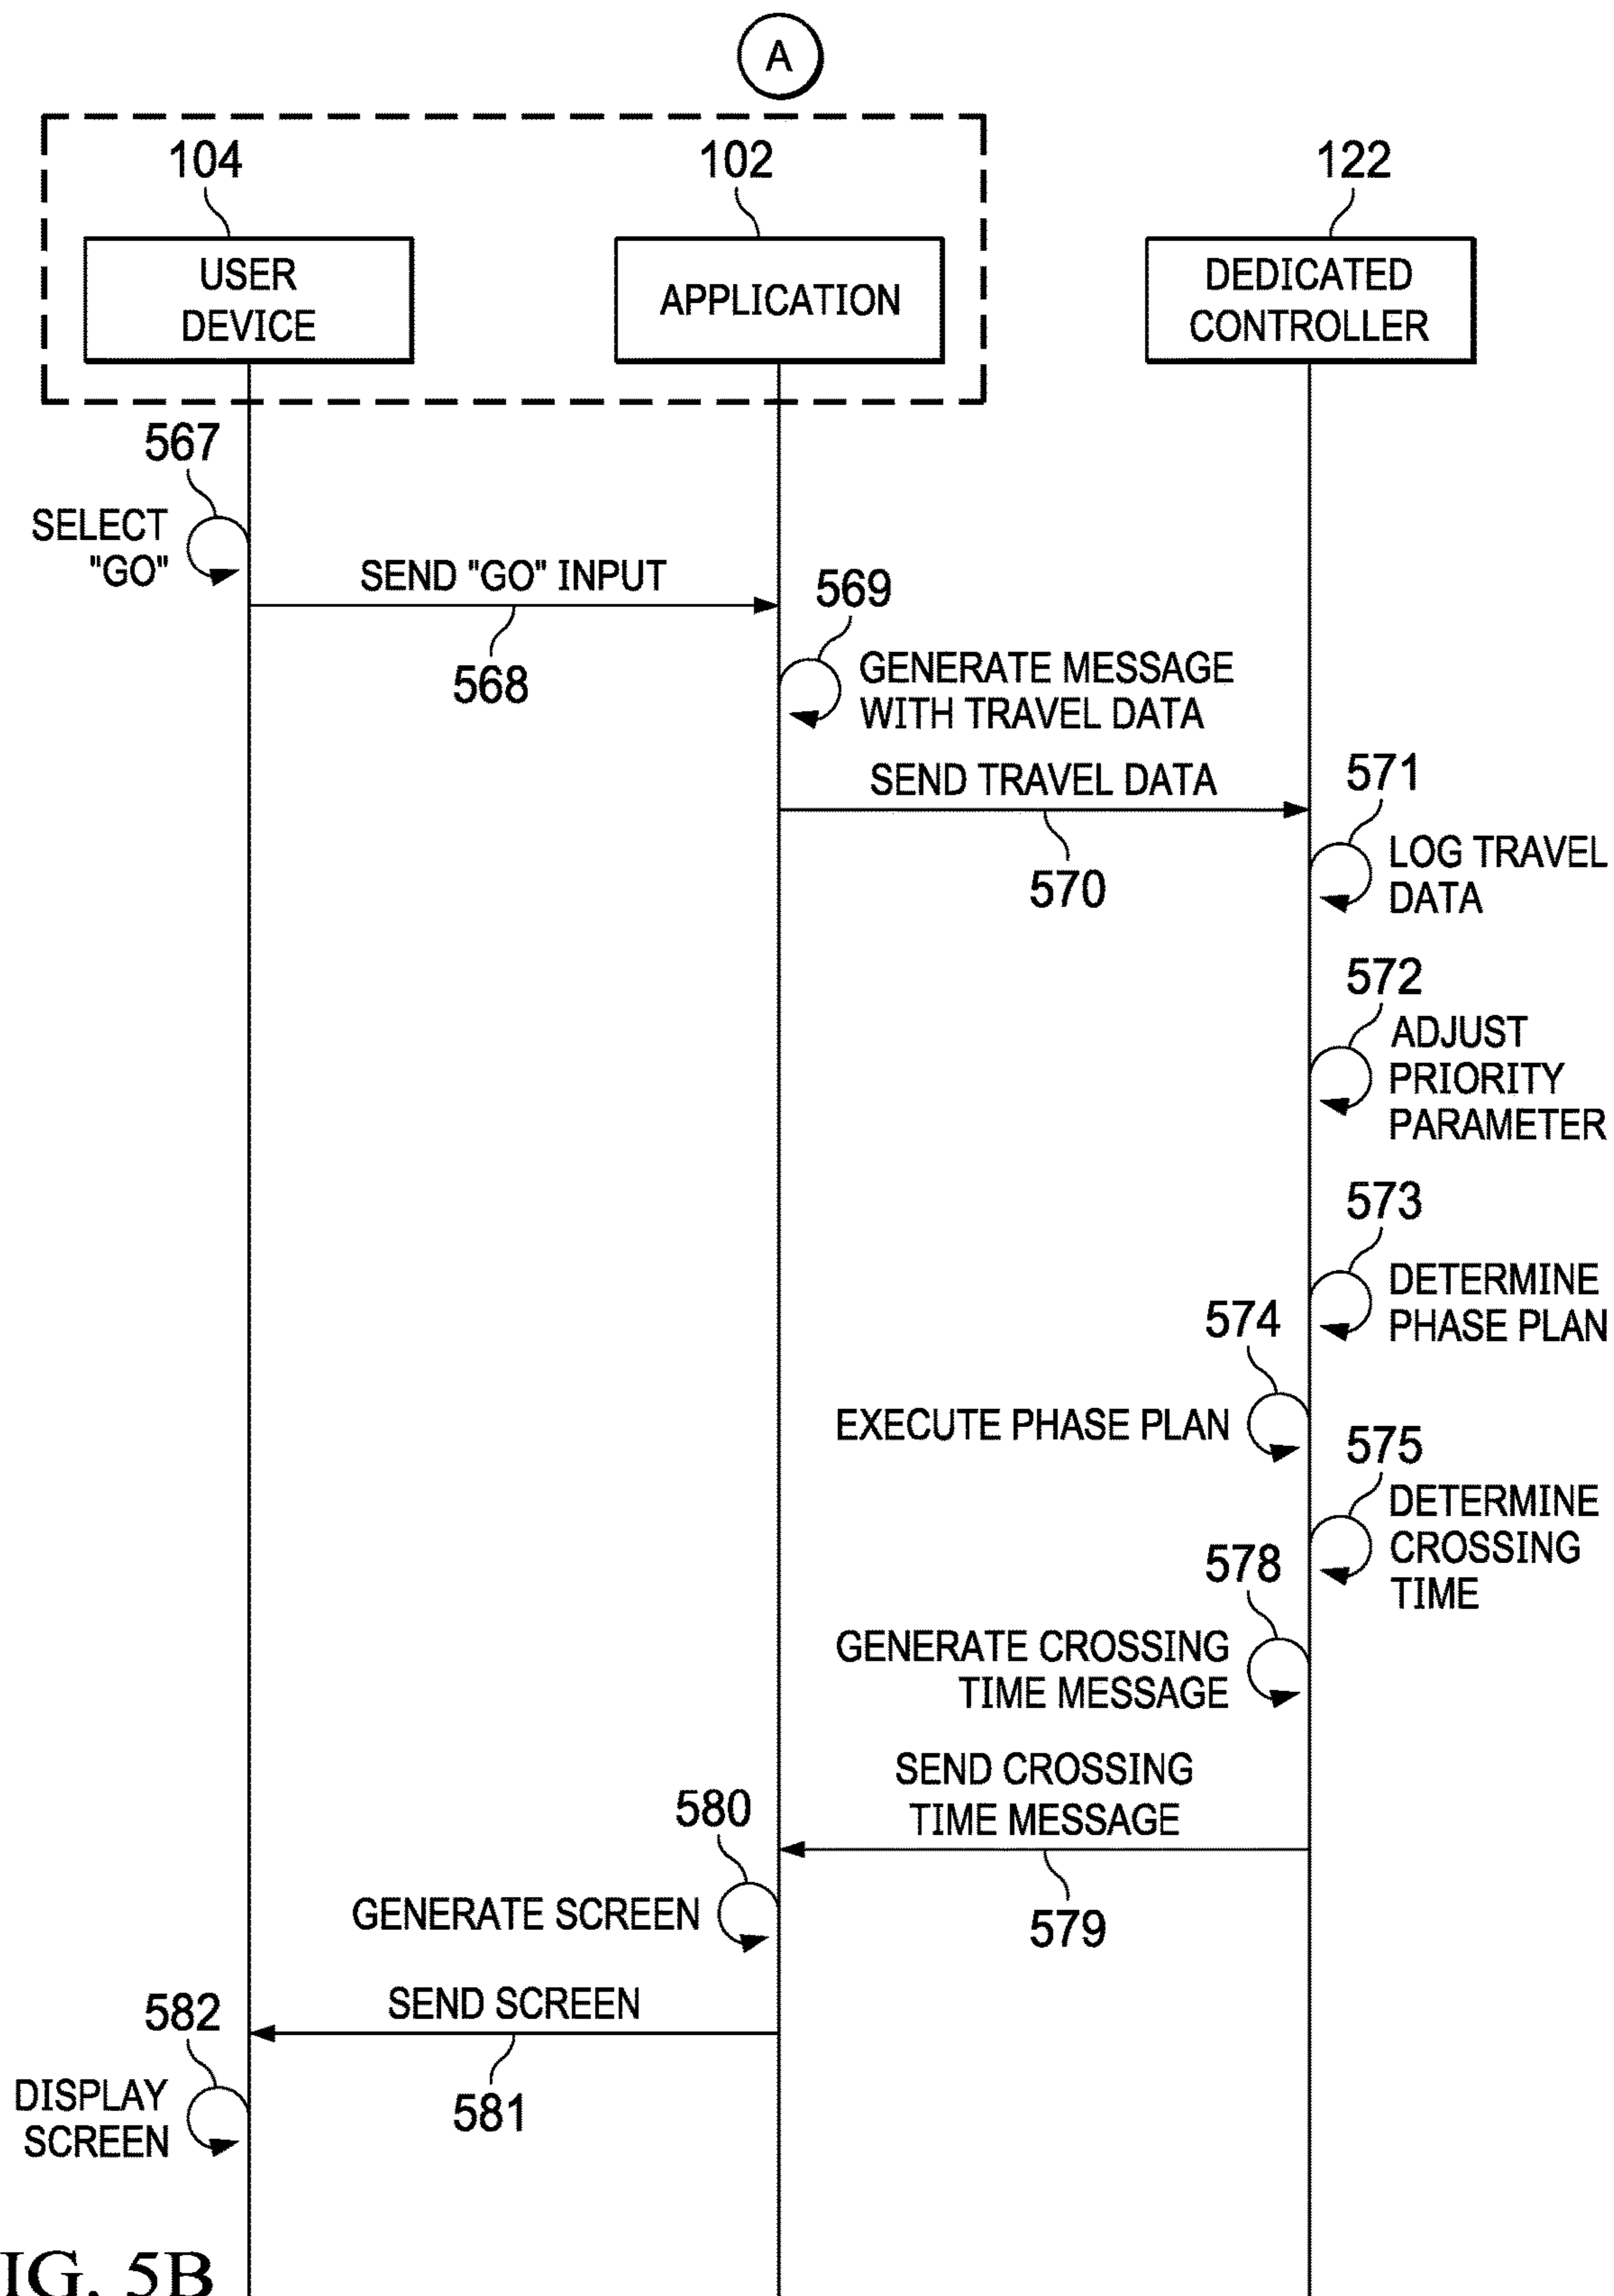 A
104
102
122
USER
DEVICE
APPLICATION
DEDICATED
CONTROLLER
567
SELECT
"GO"
SEND "GO" INPUT
568
569
GENERATE MESSAGE
WITH TRAVEL DATA
SEND TRAVEL DATA
570
571
LOG TRAVEL
DATA
572
ADJUST
PRIORITY
PARAMETER
573
DETERMINE
PHASE PLAN
574
EXECUTE PHASE PLAN
575
DETERMINE
CROSSING
TIME
578
GENERATE CROSSING
TIME MESSAGE
SEND CROSSING
TIME MESSAGE
579
580
GENERATE SCREEN
SEND SCREEN
581
582
DISPLAY
SCREEN
IG. 5B